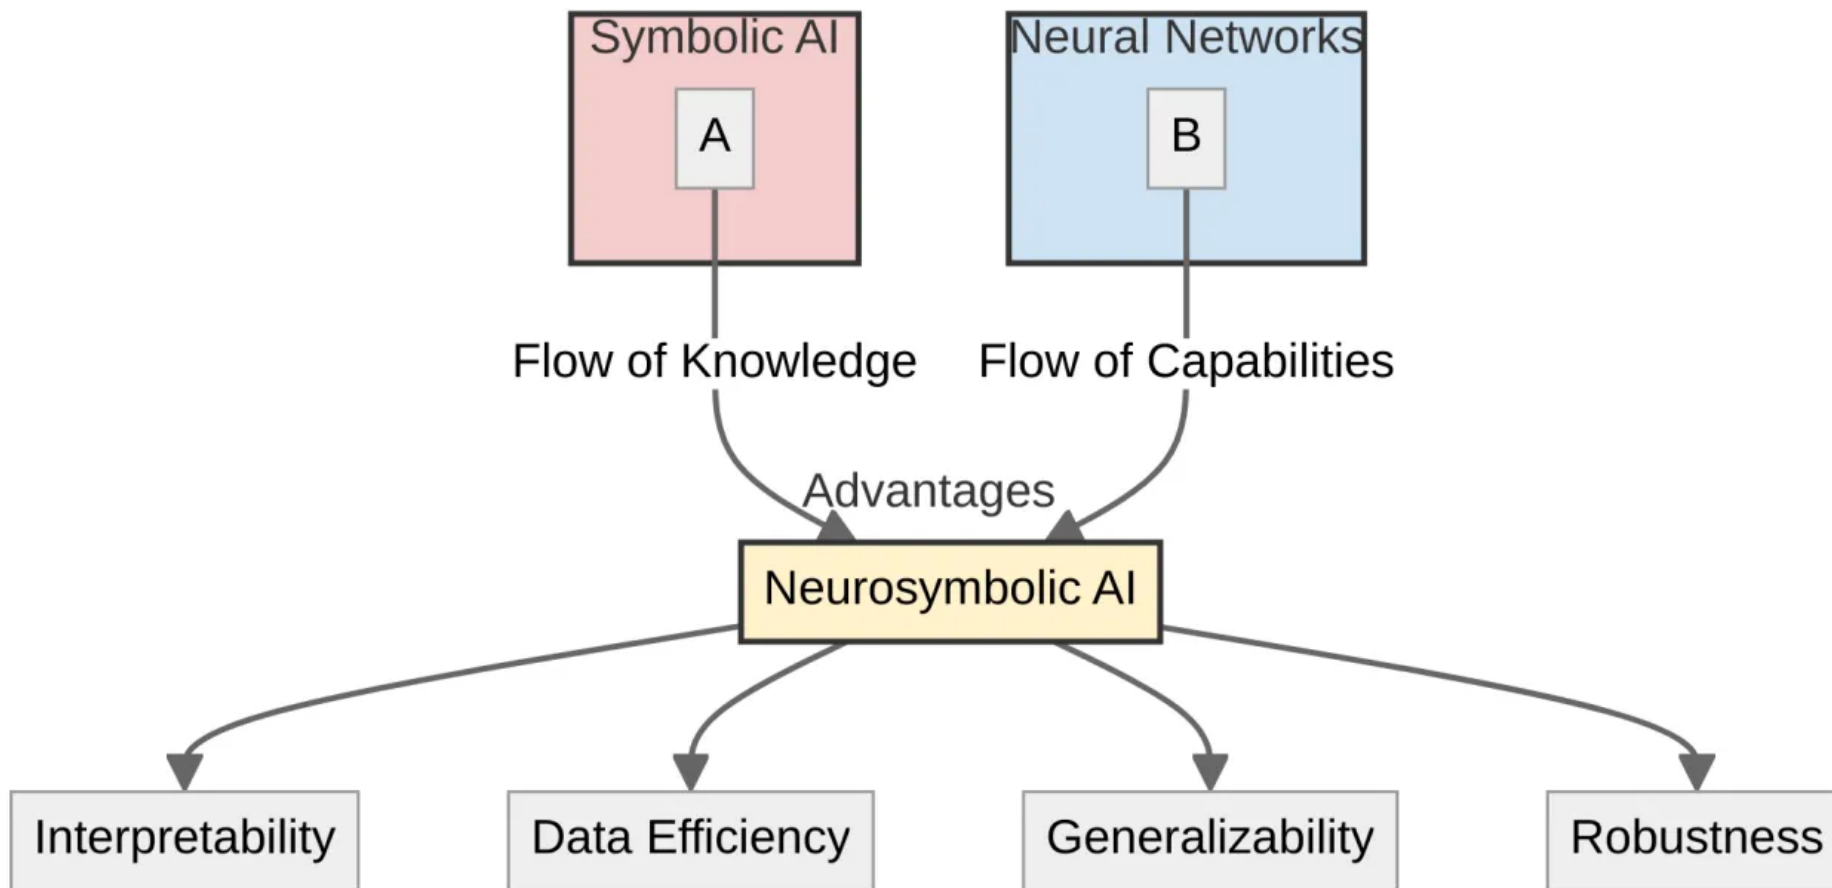 Symbolic AI
Neural Networks
A
B
Flow of Knowledge
Flow of Capabilities
Advantages
Neurosymbolic AI
Interpretability
Data Efficiency
Generalizability
Robustness